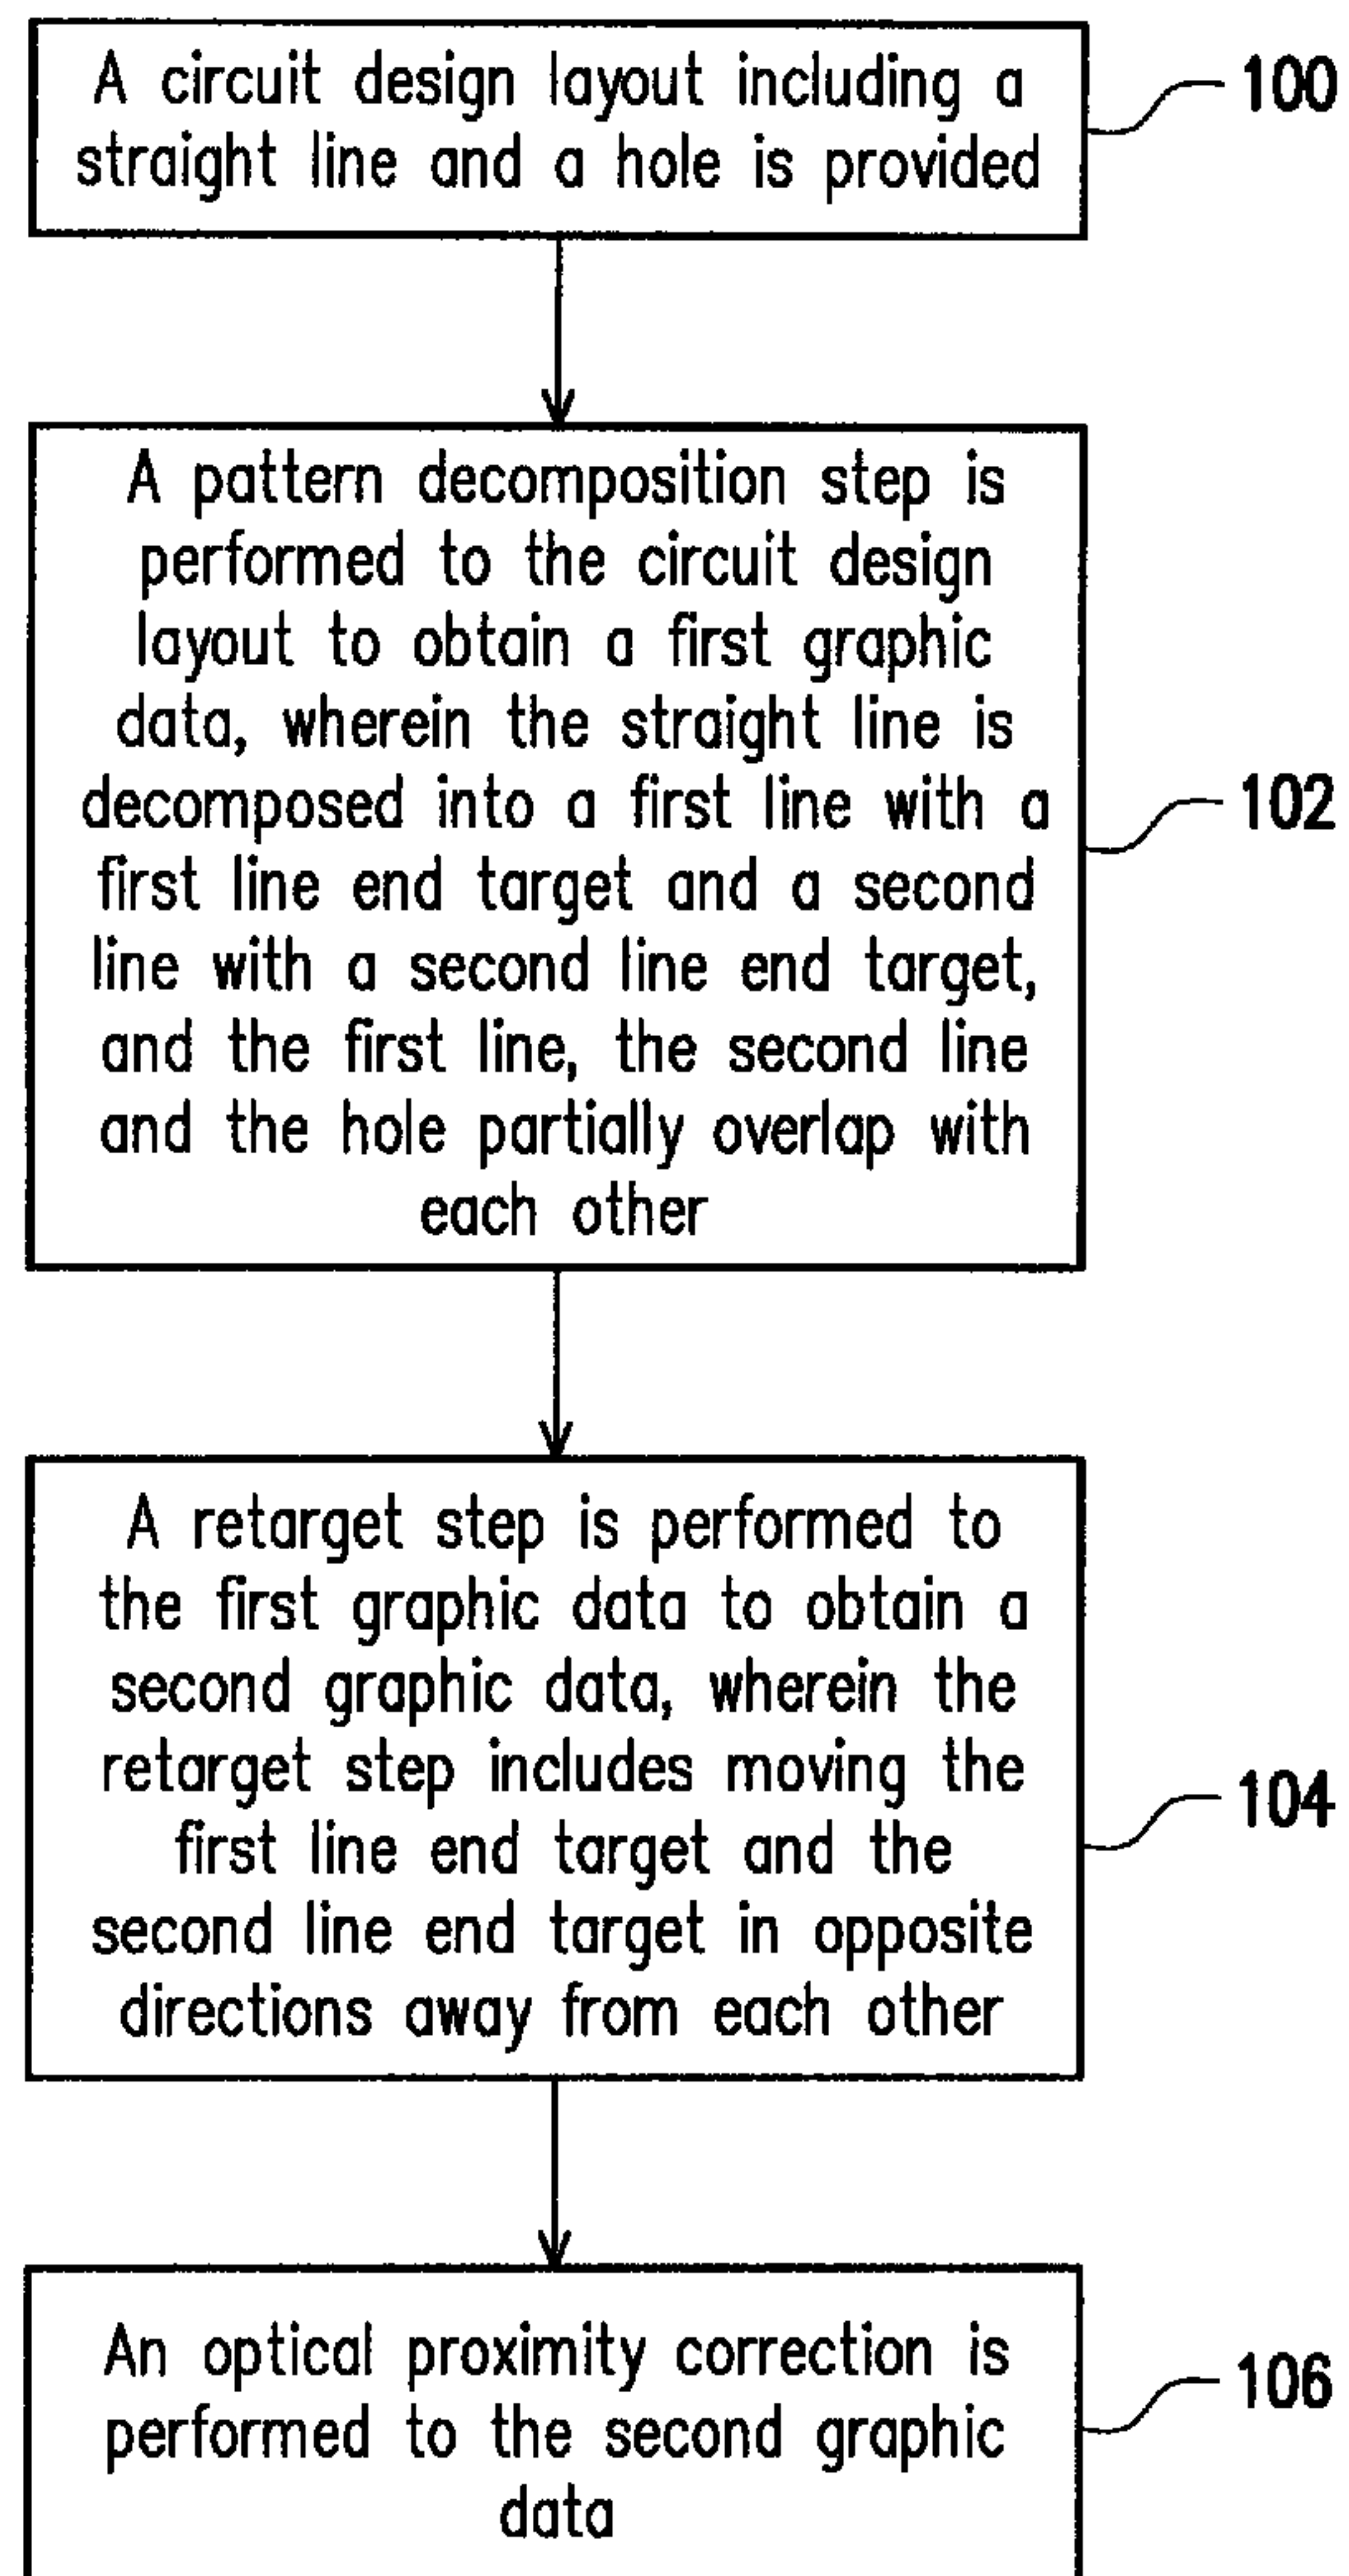 A circuit design layout including a
straight line and a hole is provided
100
A pattern decomposition step is
performed to the circuit design
layout to obtain a first graphic
data, wherein the straight line is
decomposed into a first line with a
first line end target and a second
line with a second line end target,
and the first line, the second line
and the hole partially overlap with
each other
102
A retarget step is performed to
the first graphic data to obtain a
second graphic data, wherein the
retarget step includes moving the
first line end target and the
second line end target in opposite
directions away from each other
104
An optical proximity correction is
performed to the second graphic
data
106